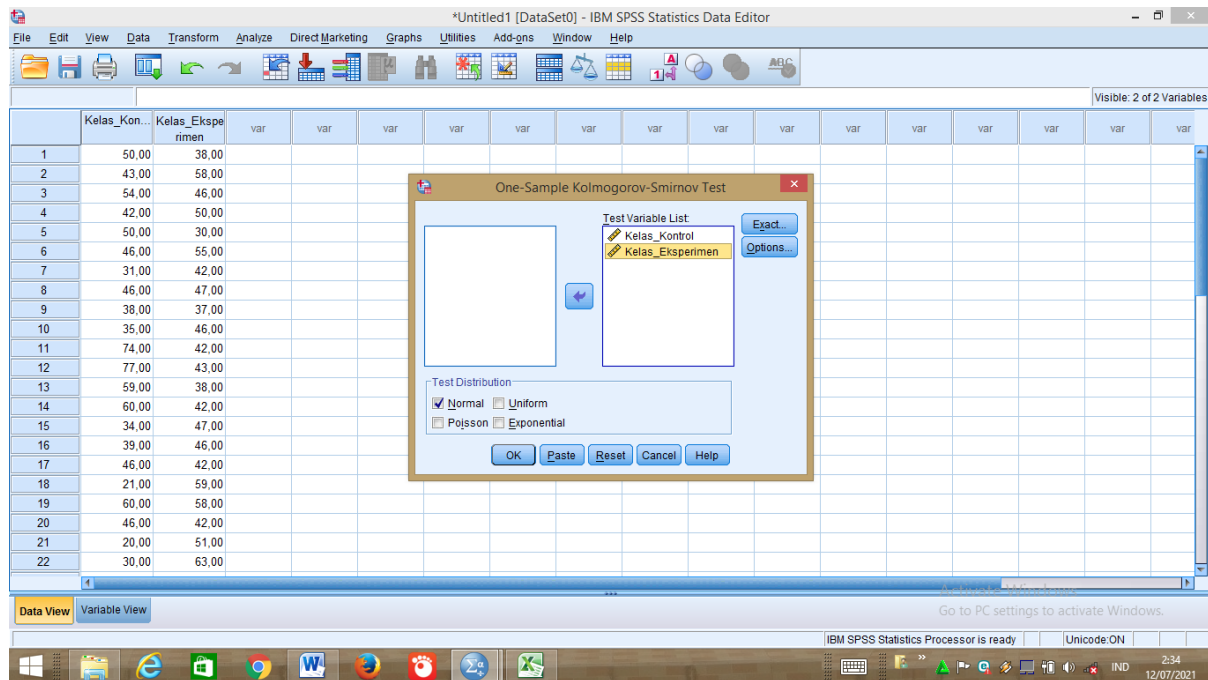 *Untitled1 [DataSet0] - IBM SPSS Statistics Data Editor
File Edit View Data Transform Analyze Direct Marketing Graphs Utilities Add-ons Window Help
Visible: 2 of 2 Variables
Kelas_Kon... Kelas_Ekspe
rimen
var var var var var var var var var var var var var var var
1 50,00 38,00
2 43,00 58,00
3 54,00 46,00
4 42,00 50,00
5 50,00 30,00
6 46,00 55,00
7 31,00 42,00
8 46,00 47,00
9 38,00 37,00
10 35,00 46,00
11 74,00 42,00
12 77,00 43,00
13 59,00 38,00
14 60,00 42,00
15 34,00 47,00
16 39,00 46,00
17 46,00 42,00
18 21,00 59,00
19 60,00 58,00
20 46,00 42,00
21 20,00 51,00
22 30,00 63,00
One-Sample Kolmogorov-Smirnov Test
Test Variable List:
Kelas_Kontrol
Kelas_Eksperimen
Exact...
Options...
Test Distribution
Normal Uniform
Poisson Exponential
OK Paste Reset Cancel Help
Data View Variable View
Activate Windows
Go to PC settings to activate Windows.
IBM SPSS Statistics Processor is ready Unicode:ON
IND 2:34
12/07/2021